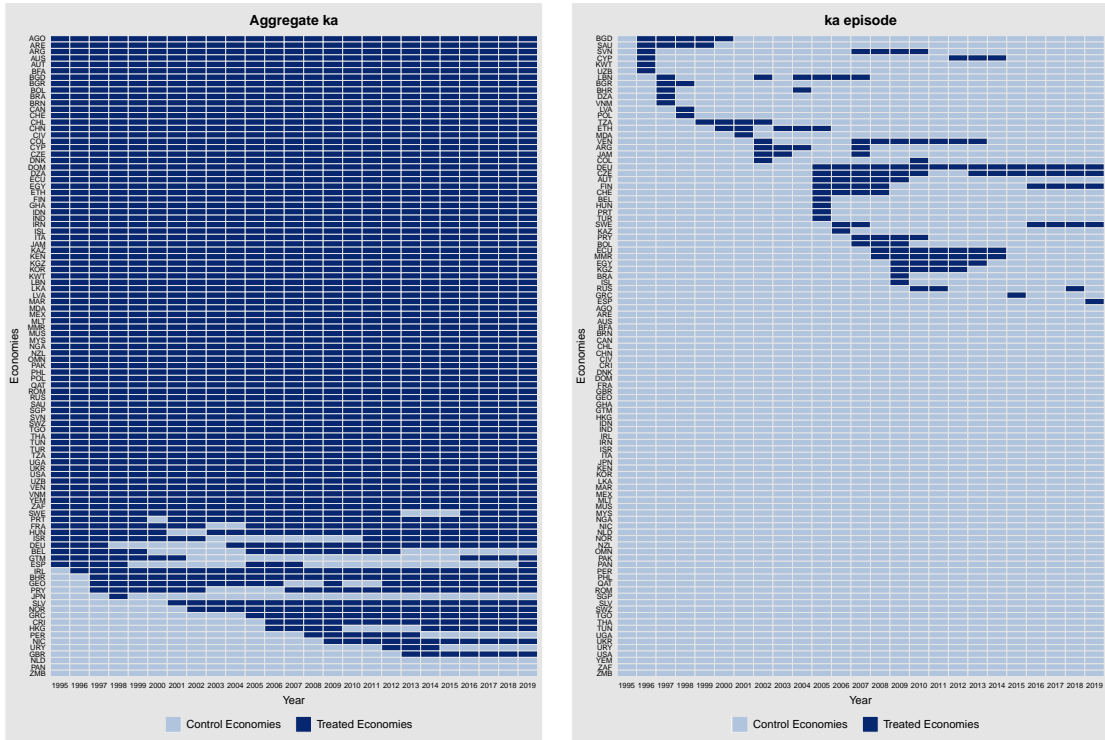 Aggregate ka
Economies
AGO
ARE
ARG
AUS
AUT
BFA
BGD
BGR
BOL
BRA
BRN
CAN
CHE
CHL
CHN
CIV
COL
CYP
CZE
DNK
DOM
DZA
ECU
EGY
ETH
FIN
GHA
IDN
IND
IRN
ISL
ITA
JAM
KAZ
KEN
KGZ
KOR
KWT
LBN
LKA
LVA
MAR
MDA
MEX
MLT
MMR
MUS
MYS
NGA
NZL
OMN
PAK
PHL
POL
QAT
ROM
RUS
SAU
SGP
SVN
SWZ
TGO
THA
TUN
TUR
TZA
UGA
UKR
USA
UZB
VEN
VNM
YEM
ZAF
SWE
PRT
FRA
HUN
ISR
DEU
BEL
GTM
ESP
IRL
BHR
GEO
PRY
JPN
SLV
NOR
GRC
CRI
HKG
PER
NIC
URY
GBR
NLD
PAN
ZMB
1995 1996 1997 1998 1999 2000 2001 2002 2003 2004 2005 2006 2007 2008 2009 2010 2011 2012 2013 2014 2015 2016 2017 2018 2019
Year
Control Economies Treated Economies
ka episode
Economies
BGD
SAU
SVN
CYP
KWT
UZB
LBN
BGR
BHR
DZA
VNM
LVA
POL
TZA
ETH
MDA
VEN
ARG
JAM
COL
DEU
CZE
AUT
FIN
CHE
BEL
HUN
PRT
TUR
SWE
KAZ
PRY
BOL
ECU
MMR
EGY
KGZ
BRA
ISL
RUS
GRC
ESP
AGO
ARE
AUS
BFA
BRN
CAN
CHL
CHN
CIV
CRI
DNK
DOM
FRA
GBR
GEO
GHA
GTM
HKG
IDN
IND
IRL
IRN
ISR
ITA
JPN
KEN
KOR
LKA
MAR
MEX
MLT
MUS
MYS
NGA
NIC
NLD
NOR
NZL
OMN
PAK
PAN
PER
PHL
QAT
ROM
SGP
SLV
SWZ
TGO
THA
TUN
UGA
UKR
URY
USA
YEM
ZAF
ZMB
1995 1996 1997 1998 1999 2000 2001 2002 2003 2004 2005 2006 2007 2008 2009 2010 2011 2012 2013 2014 2015 2016 2017 2018 2019
Year
Control Economies Treated Economies